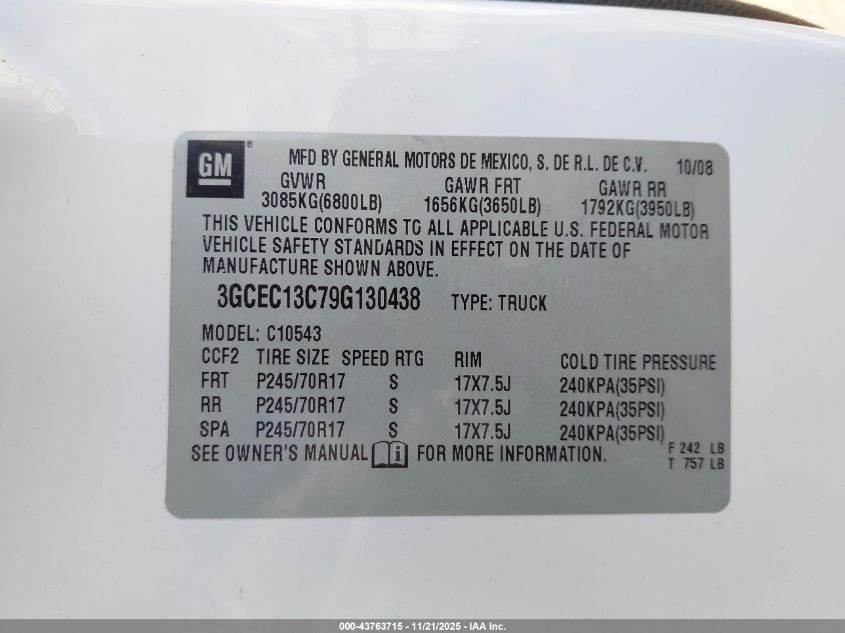 GM®
MFD BY GENERAL MOTORS DE MEXICO, S. DE R.L. DE C.V. 10/08
GVWR GAWR FRT GAWR RR
3085KG(6800LB) 1656KG(3650LB) 1792KG(3950LB)
THIS VEHICLE CONFORMS TO ALL APPLICABLE U.S. FEDERAL MOTOR
VEHICLE SAFETY STANDARDS IN EFFECT ON THE DATE OF
MANUFACTURE SHOWN ABOVE.
3GCEC13C79G130438 TYPE: TRUCK
MODEL: C10543
CCF2 TIRE SIZE SPEED RTG RIM COLD TIRE PRESSURE
FRT P245/70R17 S 17X7.5J 240KPA(35PSI)
RR P245/70R17 S 17X7.5J 240KPA(35PSI)
SPA P245/70R17 S 17X7.5J 240KPA(35PSI)
SEE OWNER'S MANUAL i FOR MORE INFORMATION.
F 242 LB
T 757 LB
000-43763715 - 11/21/2025 - IAA Inc.